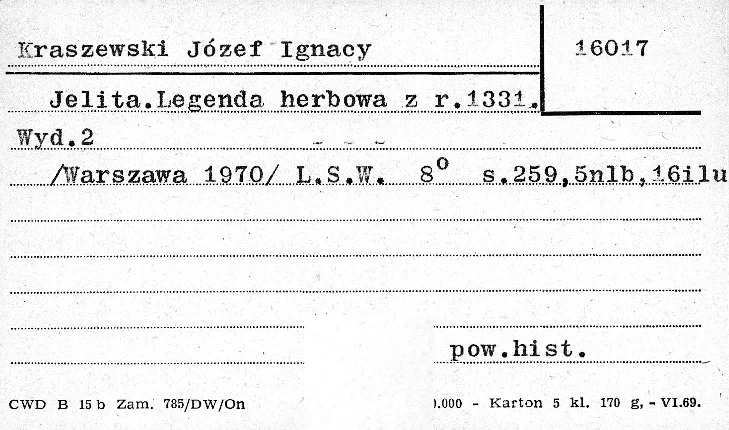 Kraszewski Józef Ignacy 16017
Jelita.Legenda herbowa z r.1331.
Wyd.2 - - -
/Warszawa 1970/ L.S.W. 8º s.259,5nlb,16ilu
pow.hist.
CWD B 15 b Zam. 785/DW/On .000 - Karton 5 kl. 170 g, - VI.69.